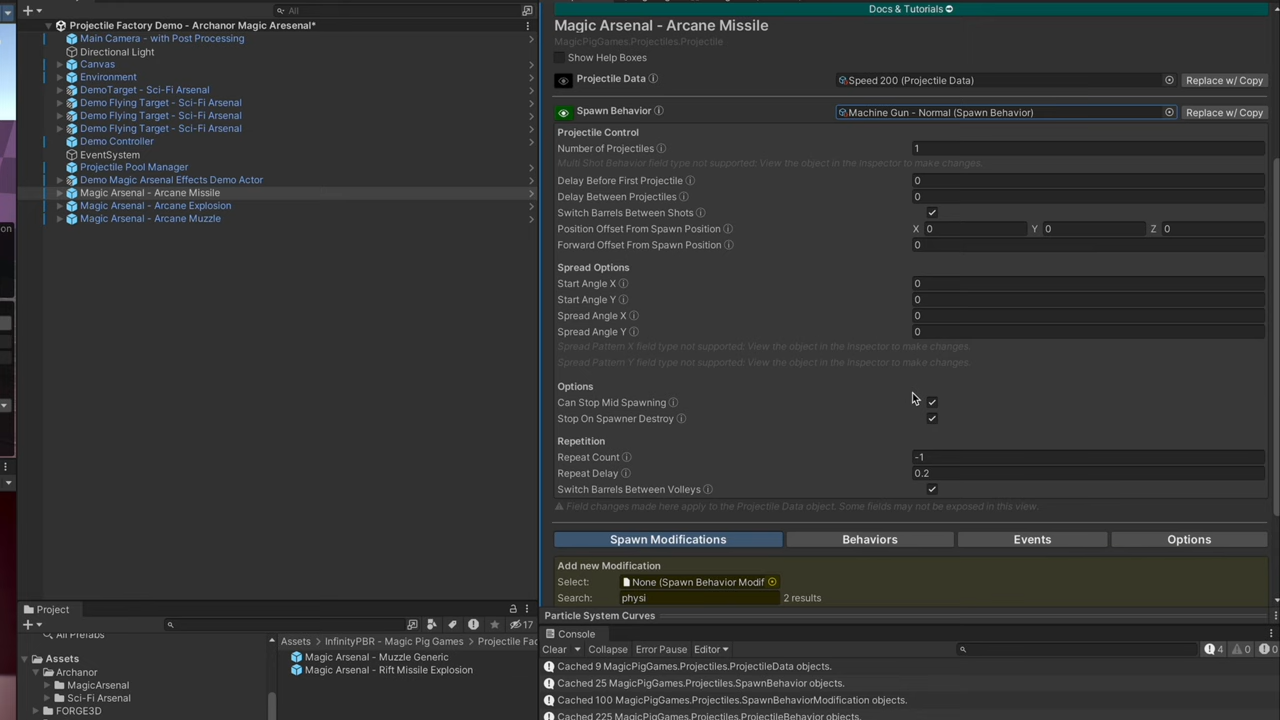 All
Projectile Factory Demo - Archanor Magic Aresenal*
Main Camera - with Post Processing
Directional Light
Canvas
Environment
DemoTarget - Sci-Fi Arsenal
Demo Flying Target - Sci-Fi Arsenal
Demo Flying Target - Sci-Fi Arsenal
Demo Flying Target - Sci-Fi Arsenal
Demo Controller
EventSystem
Projectile Pool Manager
Demo Magic Arsenal Effects Demo Actor
Magic Arsenal - Arcane Missile
Magic Arsenal - Arcane Explosion
Magic Arsenal - Arcane Muzzle
on
Project
17
All Prefabs
Assets
Archanor
MagicArsenal
Sci-Fi Arsenal
FORGE3D
Assets > InfinityPBR - Magic Pig Games > Projectile Fac
Magic Arsenal - Muzzle Generic
Magic Arsenal - Rift Missile Explosion
Docs & Tutorials
Magic Arsenal - Arcane Missile
MagicPigGames.Projectiles.Projectile
Show Help Boxes
Projectile Data Speed 200 (Projectile Data) Replace w/ Copy
Spawn Behavior Machine Gun - Normal (Spawn Behavior) Replace w/ Copy
Projectile Control
Number of Projectiles 1
Multi Shot Behavior field type not supported: View the object in the Inspector to make changes.
Delay Before First Projectile 0
Delay Between Projectiles 0
Switch Barrels Between Shots
Position Offset From Spawn Position X 0 Y 0 Z 0
Forward Offset From Spawn Position 0
Spread Options
Start Angle X 0
Start Angle Y 0
Spread Angle X 0
Spread Angle Y 0
Spread Pattern X field type not supported: View the object in the Inspector to make changes.
Spread Pattern Y field type not supported: View the object in the Inspector to make changes.
Options
Can Stop Mid Spawning
Stop On Spawner Destroy
Repetition
Repeat Count -1
Repeat Delay 0.2
Switch Barrels Between Volleys
Field changes made here apply to the Projectile Data object. Some fields may not be exposed in this view.
Spawn Modifications Behaviors Events Options
Add new Modification
Select: None (Spawn Behavior Modif
Search: physi 2 results
Particle System Curves
Console
Clear Collapse Error Pause Editor 4 0 0
Cached 9 MagicPigGames.Projectiles.ProjectileData objects.
Cached 25 MagicPigGames.Projectiles.SpawnBehavior objects.
Cached 100 MagicPigGames.Projectiles.SpawnBehaviorModification objects.
Cached 225 MagicPigGames.Projectiles.ProjectileBehavior objects.